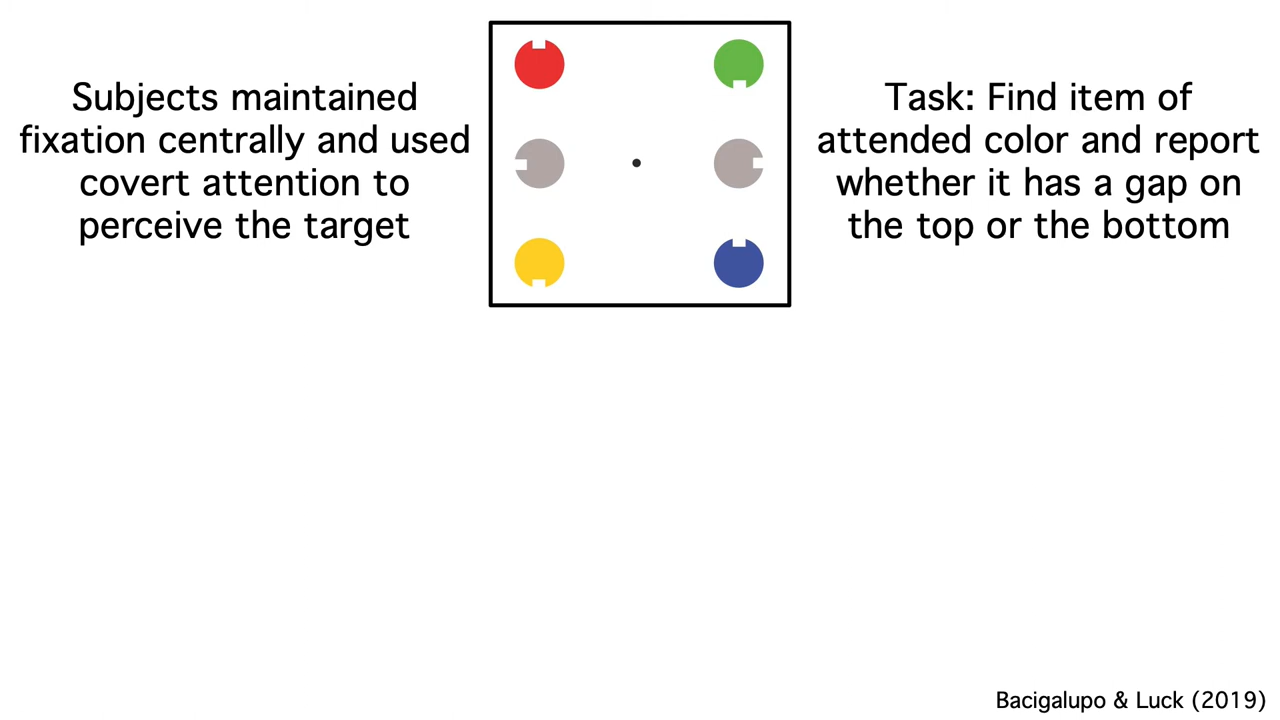 Subjects maintained
fixation centrally and used
covert attention to
perceive the target
Task: Find item of
attended color and report
whether it has a gap on
the top or the bottom
Bacigalupo & Luck (2019)